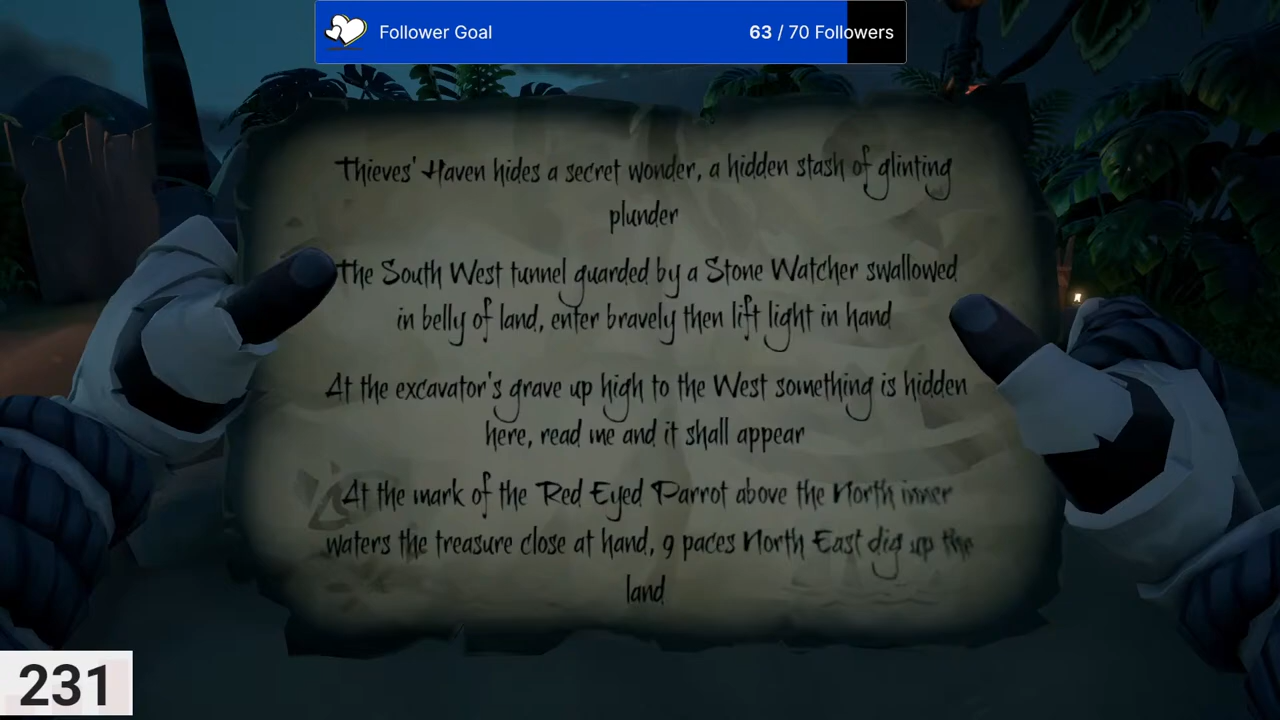 Follower Goal
63 / 70 Followers
Thieves' Haven hides a secret wonder, a hidden stash of glinting
plunder
The South West tunnel guarded by a Stone Watcher swallowed
in belly of land, enter bravely then lift light in hand
At the excavator's grave up high to the West something is hidden
here, read me and it shall appear
At the mark of the Red Eyed Parrot above the North inner
waters the treasure close at hand, 9 paces North East dig up the
land
231